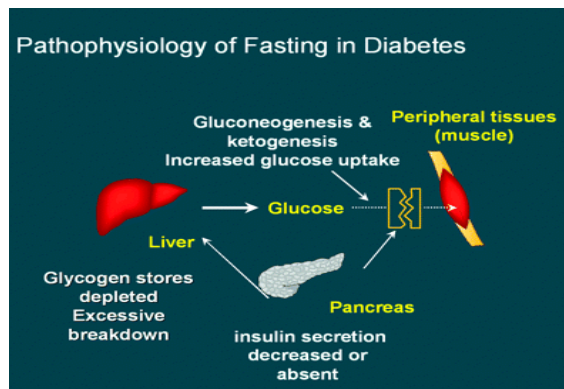 Pathophysiology of Fasting in Diabetes
Gluconeogenesis &
ketogenesis
Increased glucose uptake
Peripheral tissues
(muscle)
Glucose
Liver
Glycogen stores
depleted
Excessive
breakdown
Pancreas
insulin secretion
decreased or
absent